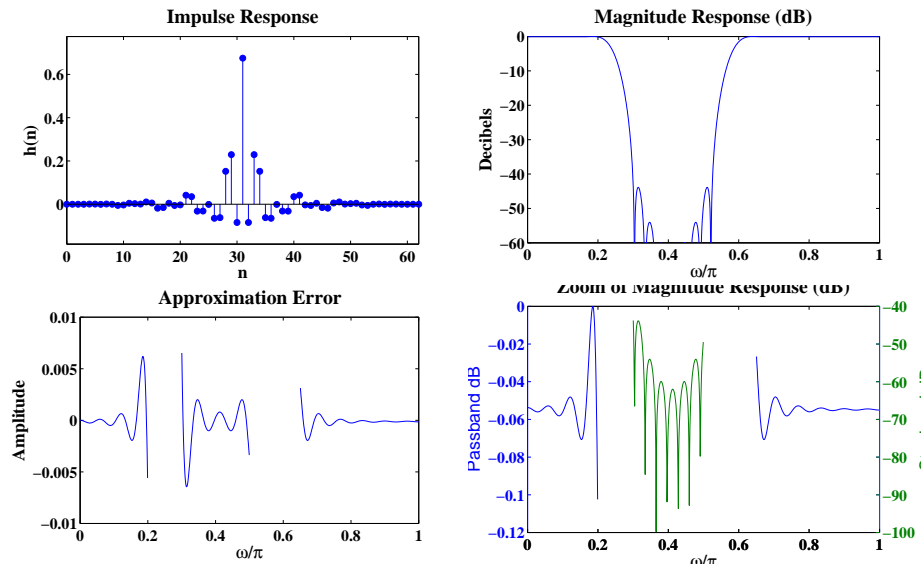 Impulse Response
0.6
0.4
0.2
0
h(n)
0 10 20 30 40 50 60
n
Magnitude Response (dB)
0
−10
−20
−30
−40
−50
−60
Decibels
0 0.2 0.4 0.6 0.8 1
ω/π
Approximation Error
0.01
0.005
0
−0.005
−0.01
Amplitude
0 0.2 0.4 0.6 0.8 1
ω/π
Zoom of Magnitude Response (dB)
0
−0.02
−0.04
−0.06
−0.08
−0.1
−0.12
Passband dB
−40
−50
−60
−70
−80
−90
−100
0 0.2 0.4 0.6 0.8 1
ω/π